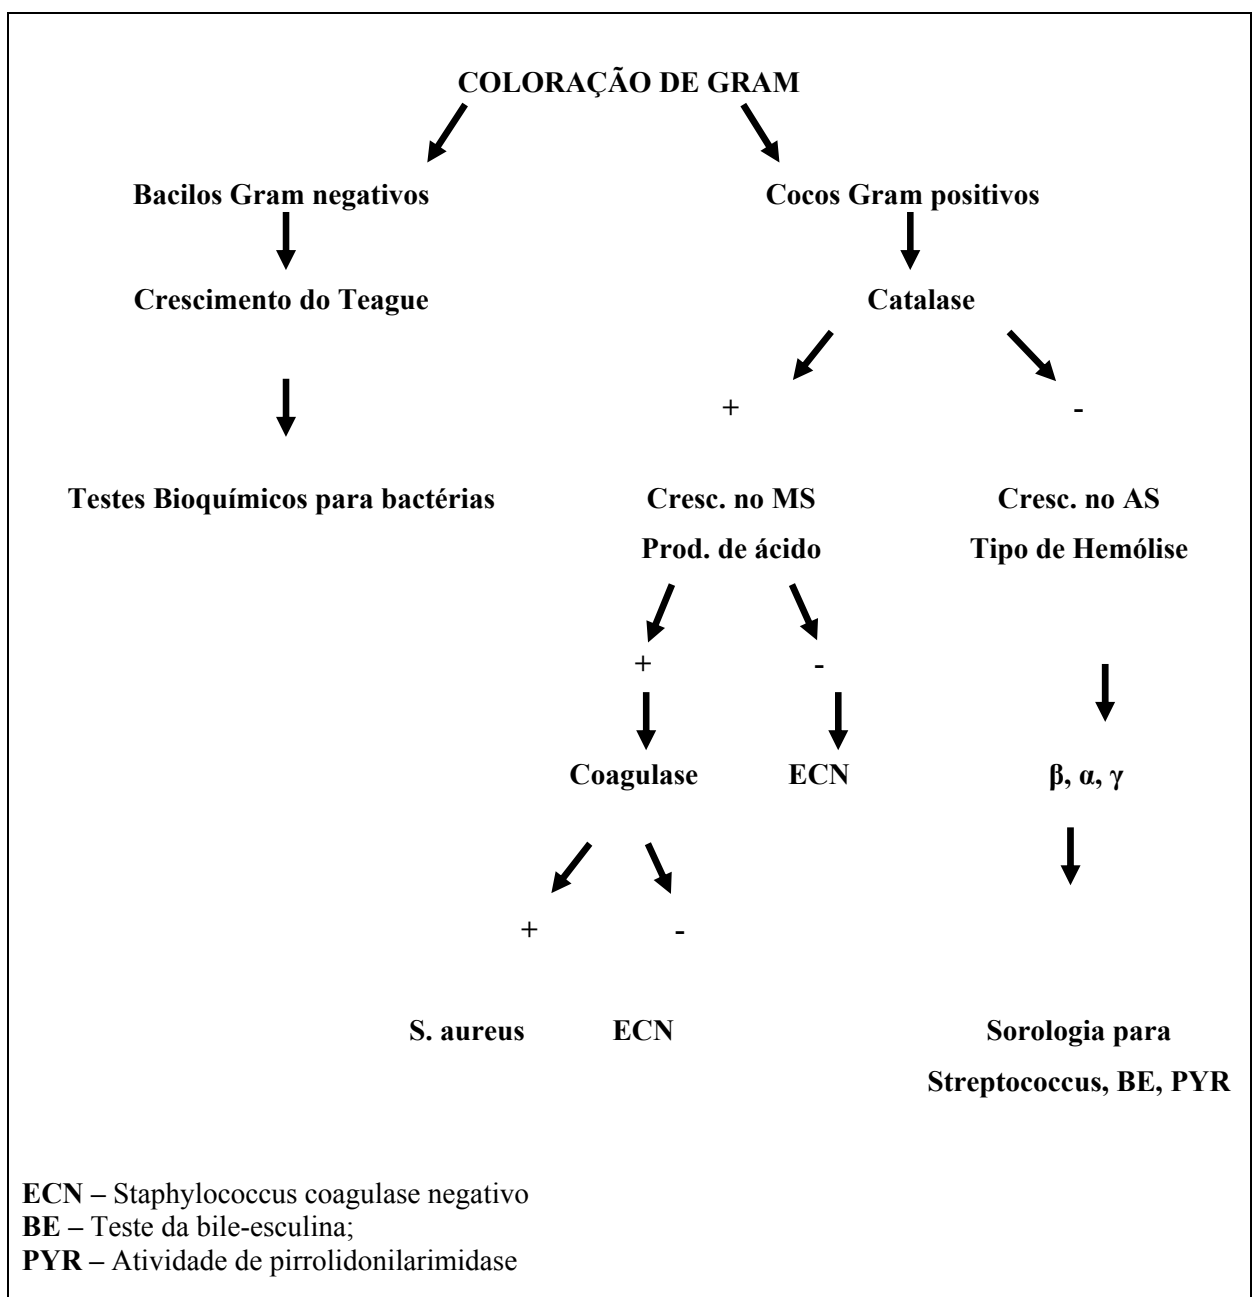 COLORAÇÃO DE GRAM
Bacilos Gram negativos
Cocos Gram positivos
Crescimento do Teague
Catalase
+
-
Testes Bioquímicos para bactérias
Cresc. no MS
Cresc. no AS
Prod. de ácido
Tipo de Hemólise
+
-
Coagulase
ECN
β, α, γ
+
-
S. aureus
ECN
Sorologia para
Streptococcus, BE, PYR
ECN – Staphylococcus coagulase negativo
BE – Teste da bile-esculina;
PYR – Atividade de pirrolidonilarimidase